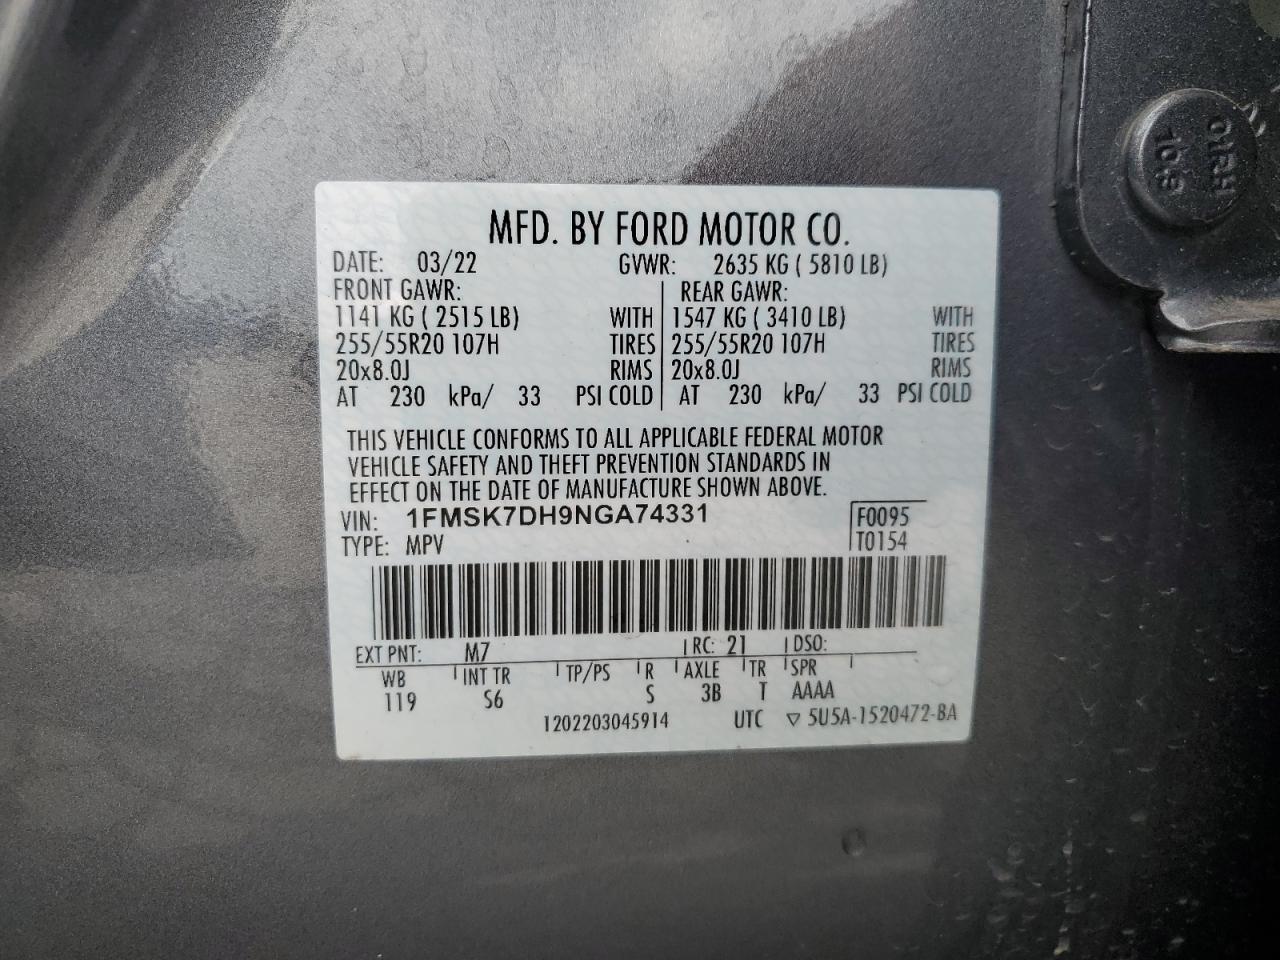 MFD. BY FORD MOTOR CO.
DATE: 03/22 GVWR: 2635 KG ( 5810 LB)
FRONT GAWR: REAR GAWR:
1141 KG ( 2515 LB) WITH 1547 KG ( 3410 LB) WITH
255/55R20 107H TIRES 255/55R20 107H TIRES
20x8.0J RIMS 20x8.0J RIMS
AT 230 kPa/ 33 PSI COLD AT 230 kPa/ 33 PSI COLD
THIS VEHICLE CONFORMS TO ALL APPLICABLE FEDERAL MOTOR
VEHICLE SAFETY AND THEFT PREVENTION STANDARDS IN
EFFECT ON THE DATE OF MANUFACTURE SHOWN ABOVE.
VIN: 1FMSK7DH9NGA74331 F0095
TYPE: MPV T0154
EXT PNT: M7 RC: 21 DSO:
WB INT TR TP/PS R AXLE TR SPR
119 S6 S 3B T AAAA
1202203045914 UTC ▽ 5U5A-1520472-BA
10.9